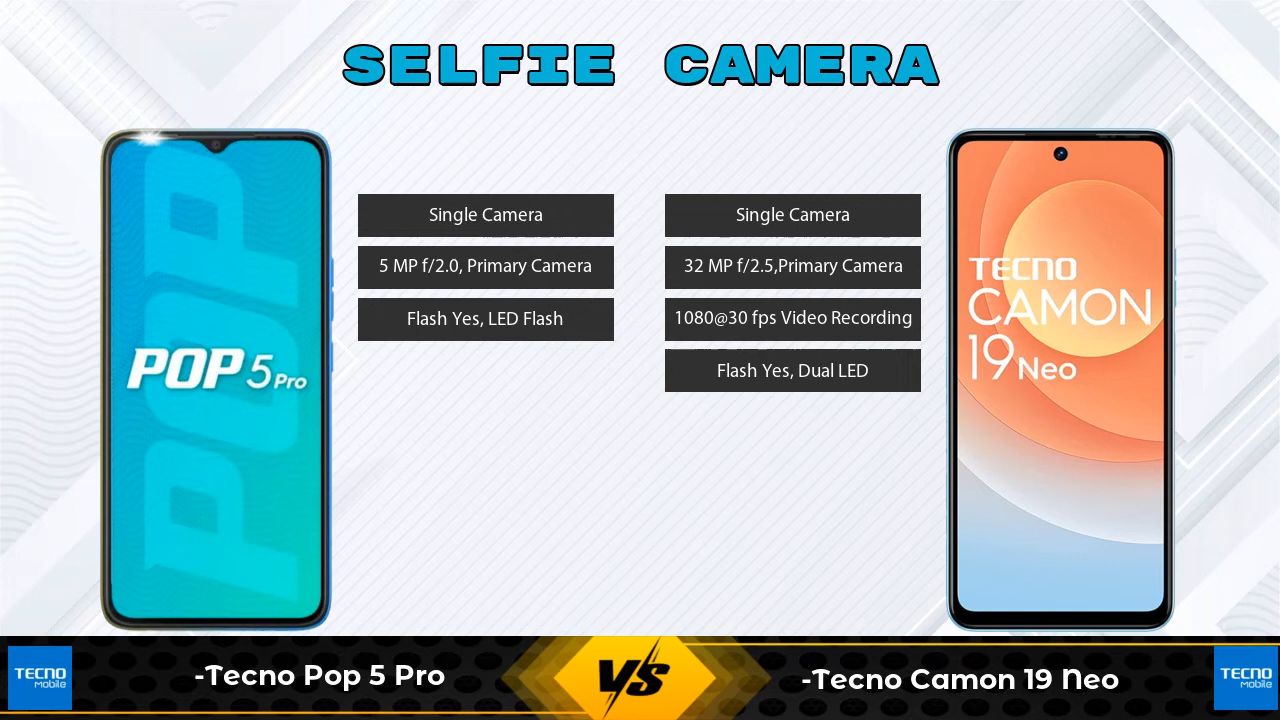 SELFIE CAMERA
POP
POP 5 Pro
Single Camera
5 MP f/2.0, Primary Camera
Flash Yes, LED Flash
Single Camera
32 MP f/2.5,Primary Camera
1080@30 fps Video Recording
Flash Yes, Dual LED
TECNO
CAMON
19 Neo
TECNO
mobile
-Tecno Pop 5 Pro
VS
-Tecno Camon 19 Neo
TECNO
mobile